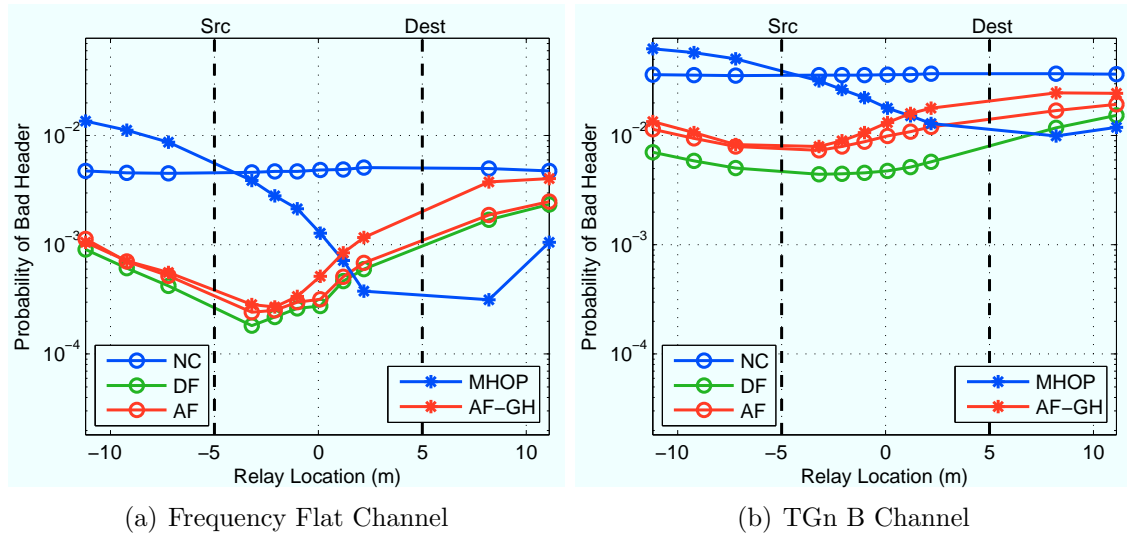 Src Dest
Probability of Bad Header
10⁻²
10⁻³
10⁻⁴
NC
DF
AF
MHOP
AF-GH
−10 −5 0 5 10
Relay Location (m)
(a) Frequency Flat Channel
Src Dest
Probability of Bad Header
10⁻²
10⁻³
10⁻⁴
NC
DF
AF
MHOP
AF-GH
−10 −5 0 5 10
Relay Location (m)
(b) TGn B Channel